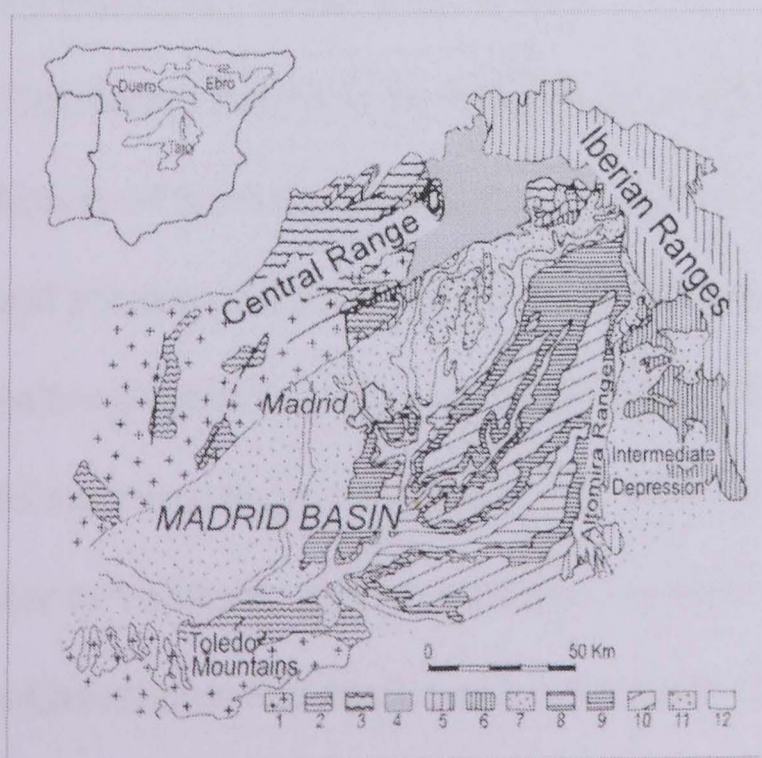 Duero
Ebro
Tajo
Iberian Ranges
Central Range
Madrid
Altomira Range
Intermediate
Depression
MADRID BASIN
Toledo
Mountains
0 50 Km
1 2 3 4 5 6 7 8 9 10 11 12